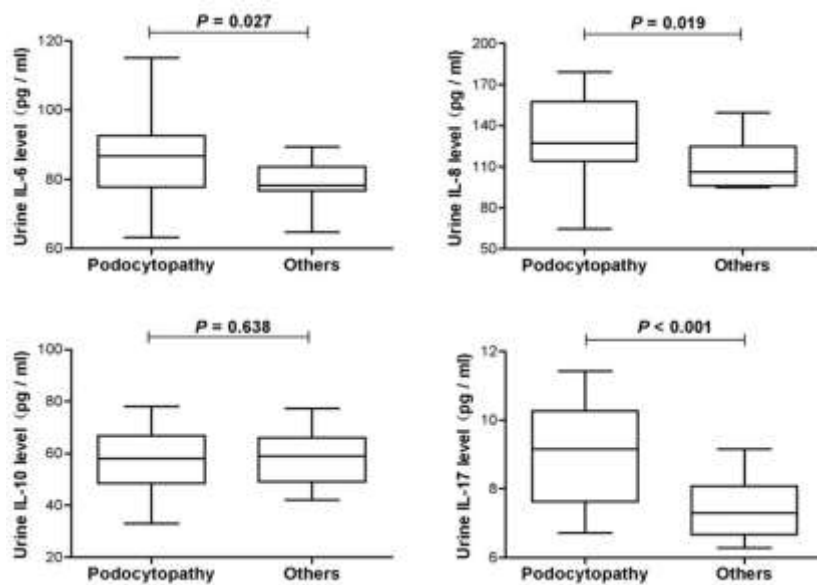 P = 0.027
Urine IL-6 level（pg / ml）
120
100
80
60
Podocytopathy Others
P = 0.019
Urine IL-8 level（pg / ml）
200
170
140
110
80
50
Podocytopathy Others
P = 0.638
Urine IL-10 level（pg / ml）
100
80
60
40
20
Podocytopathy Others
P < 0.001
Urine IL-17 level（pg / ml）
12
10
8
6
Podocytopathy Others